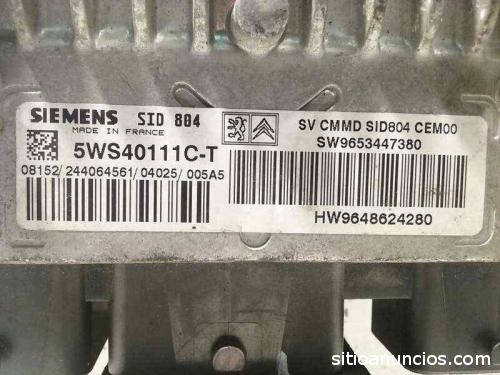 SIEMENS SID 804
MADE IN FRANCE
5WS40111C-T
08152/244064561/04025/005A5
SV CMMD SID804 CEM00
SW9653447380
HW9648624280
sitioanuncios.com